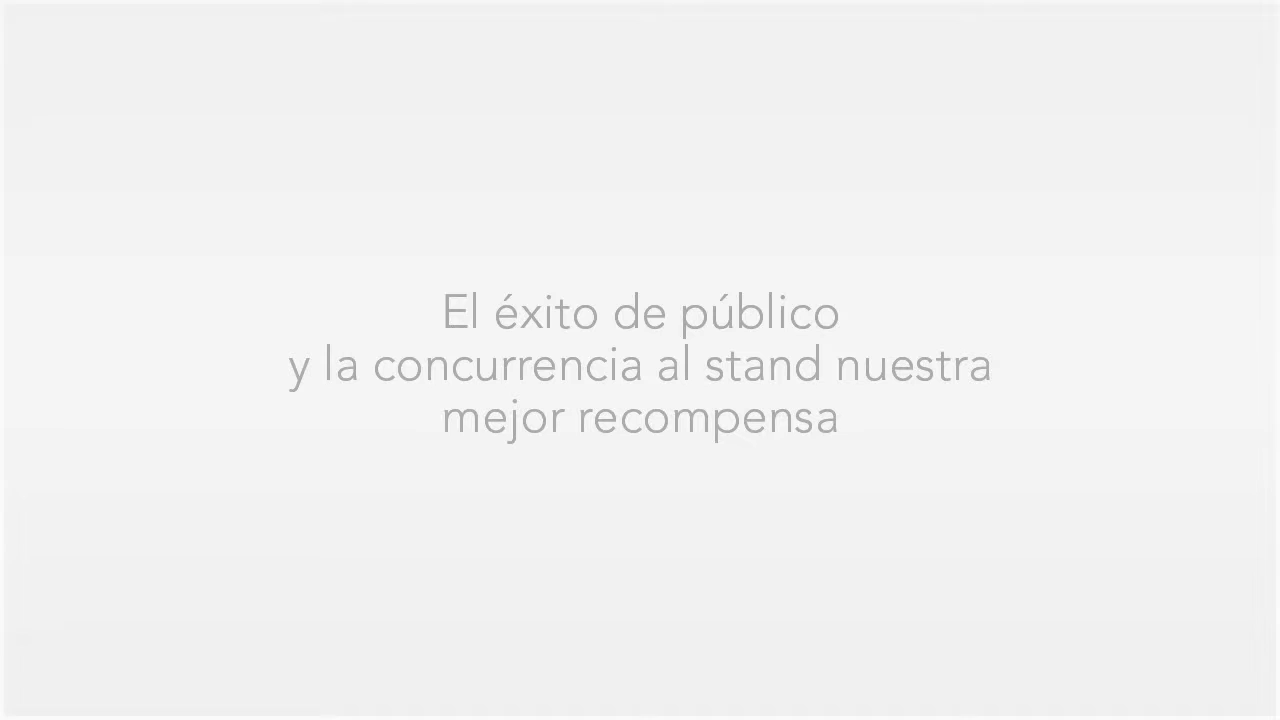 El éxito de público
y la concurrencia al stand nuestra
mejor recompensa